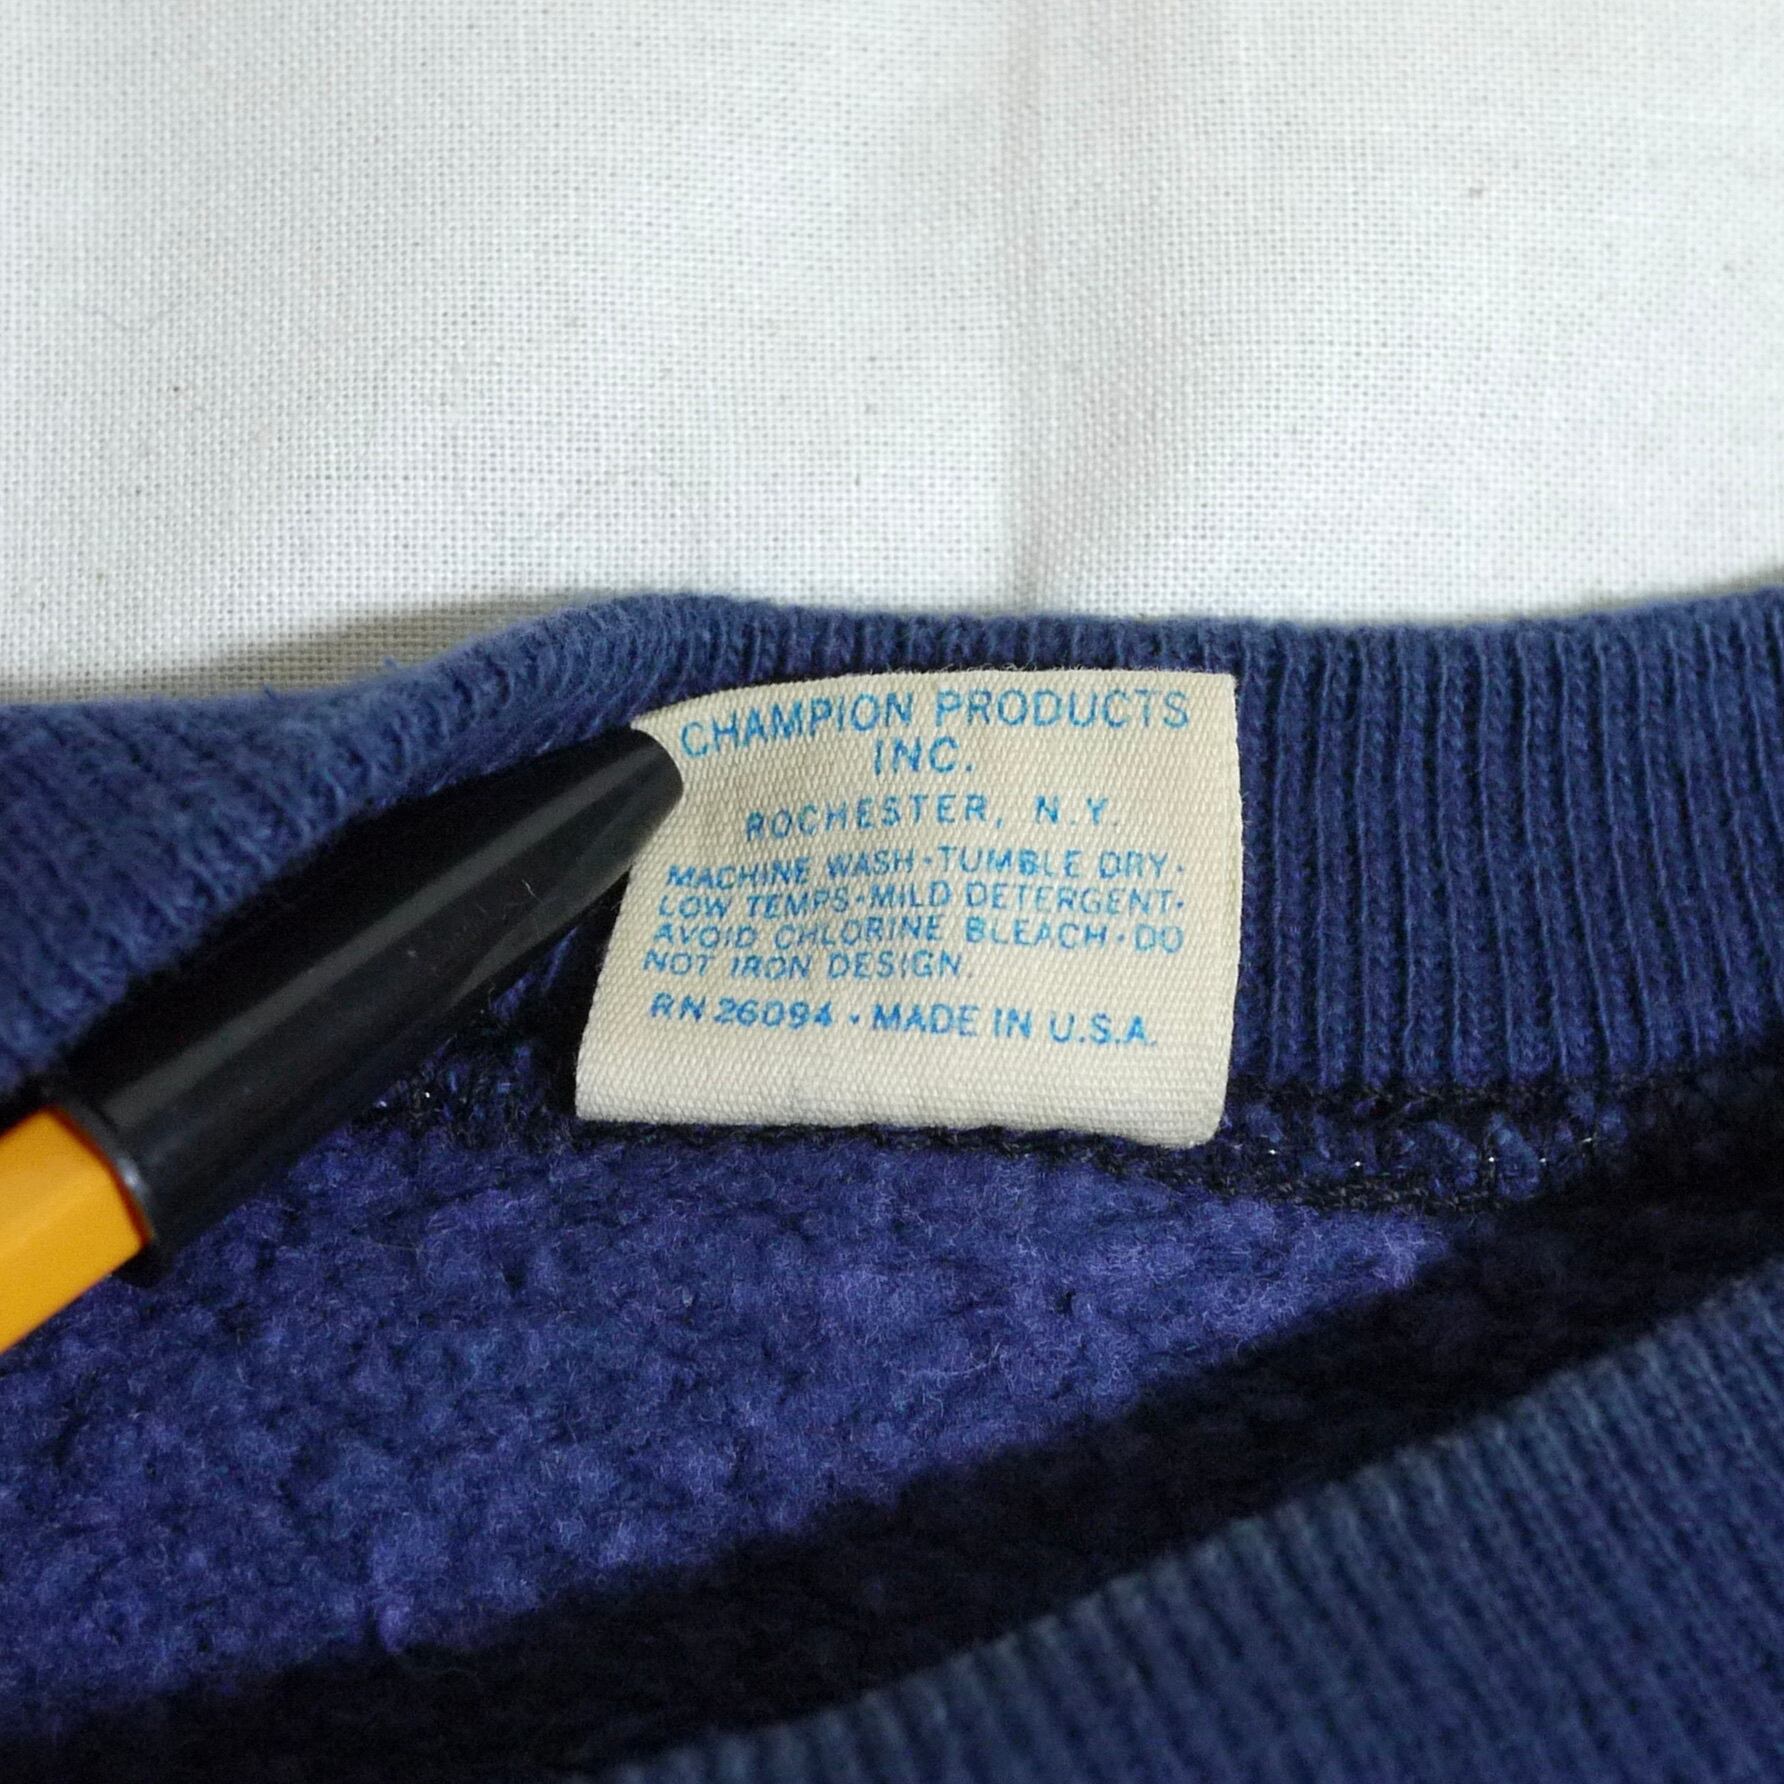 CHAMPION PRODUCTS
INC.
ROCHESTER, N.Y.
MACHINE WASH·TUMBLE DRY·
LOW TEMPS·MILD DETERGENT·
AVOID CHLORINE BLEACH·DO
NOT IRON DESIGN.
RN 26094 · MADE IN U.S.A.